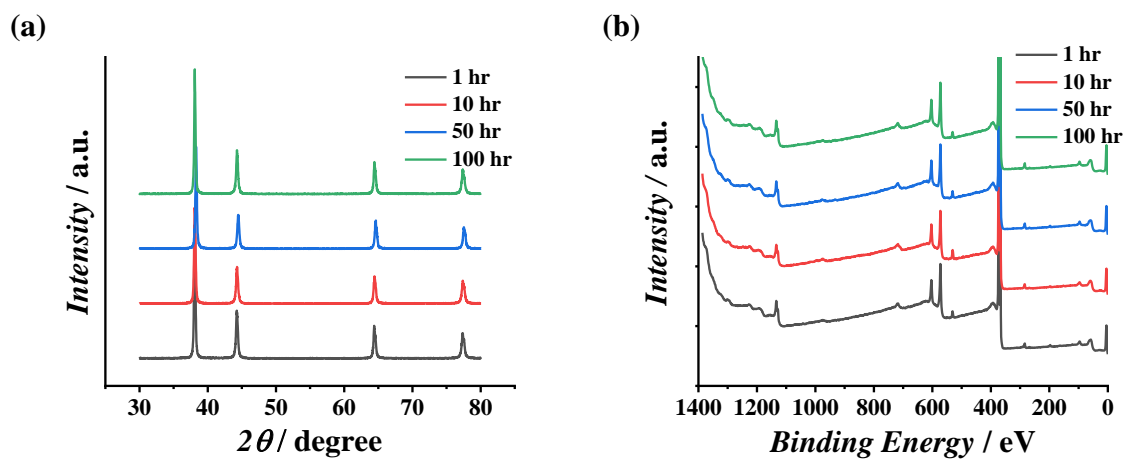 (a)
Intensity / a.u.
1 hr
10 hr
50 hr
100 hr
30 40 50 60 70 80
2θ / degree
(b)
Intensity / a.u.
1 hr
10 hr
50 hr
100 hr
1400 1200 1000 800 600 400 200 0
Binding Energy / eV